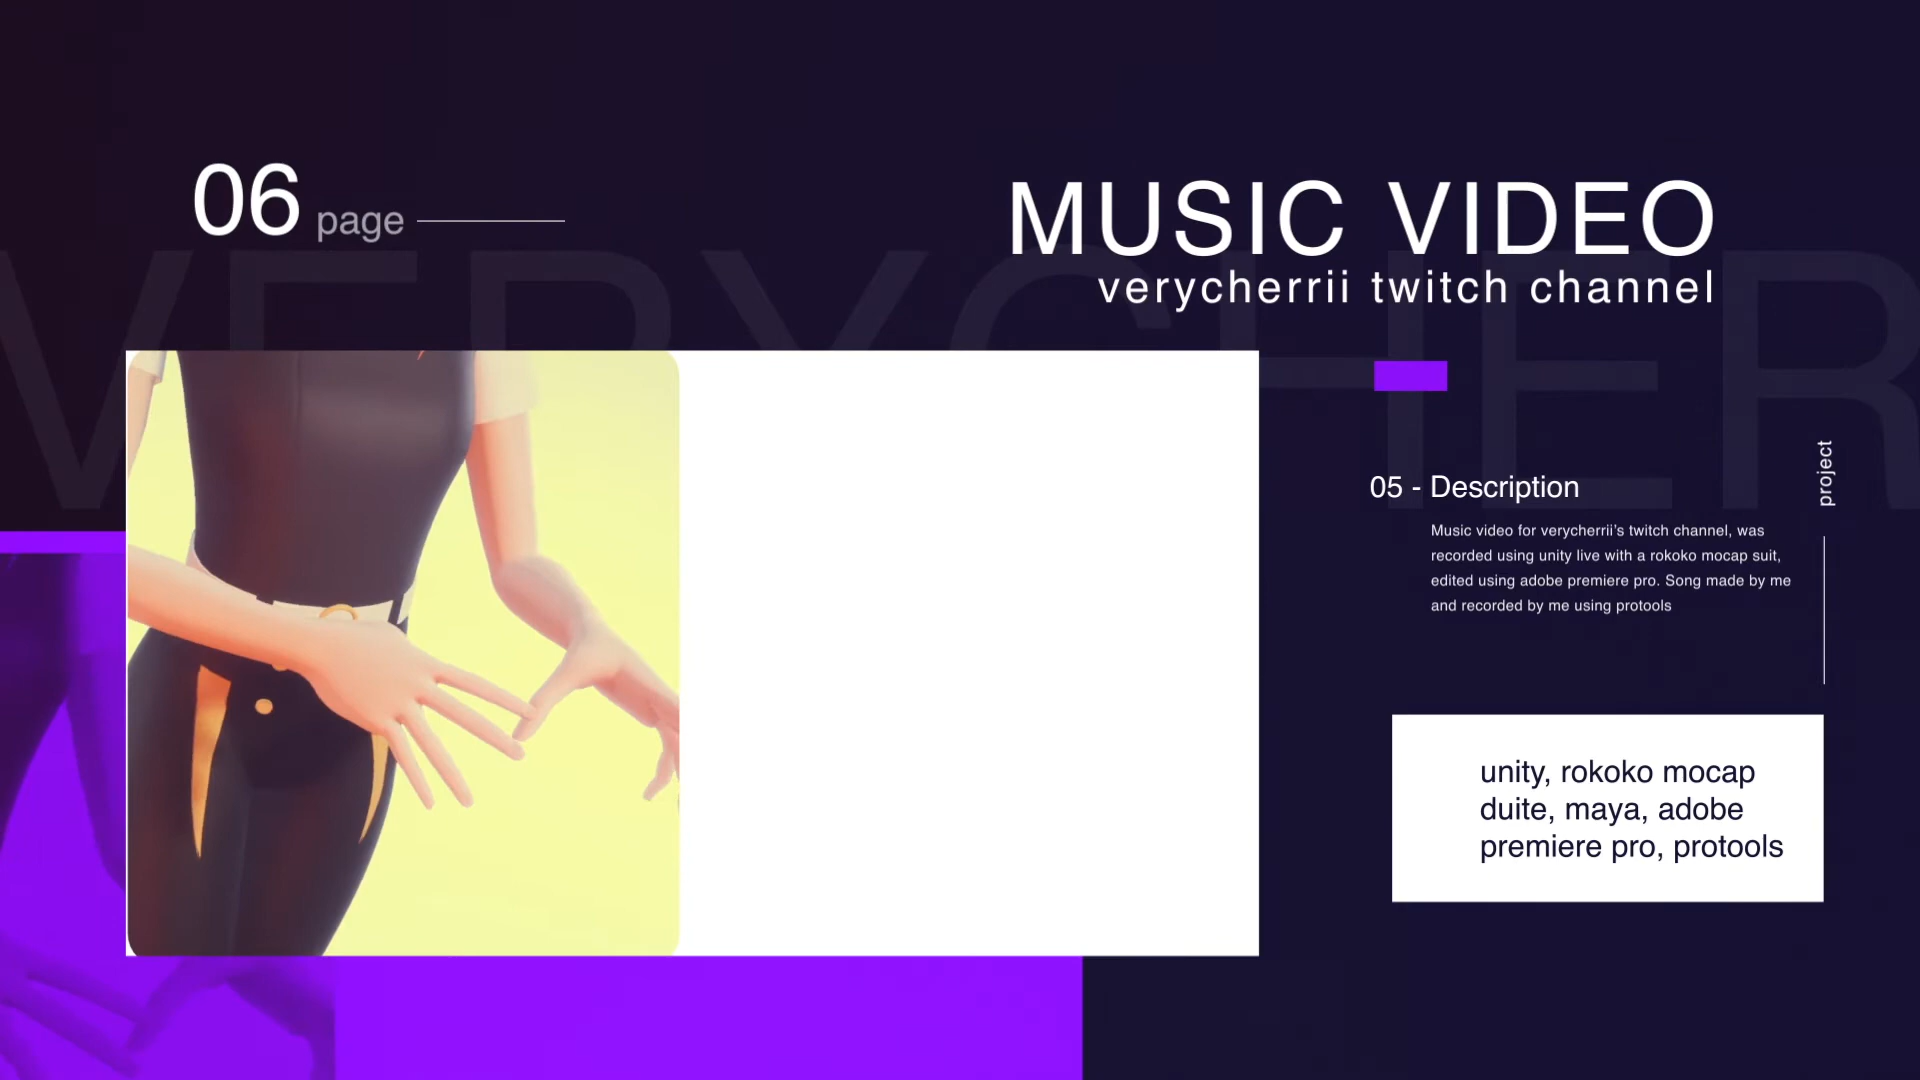 06 page
MUSIC VIDEO
verycherrii twitch channel
VERYCHER
project
05 - Description
Music video for verycherrii’s twitch channel, was
recorded using unity live with a rokoko mocap suit,
edited using adobe premiere pro. Song made by me
and recorded by me using protools
unity, rokoko mocap
duite, maya, adobe
premiere pro, protools